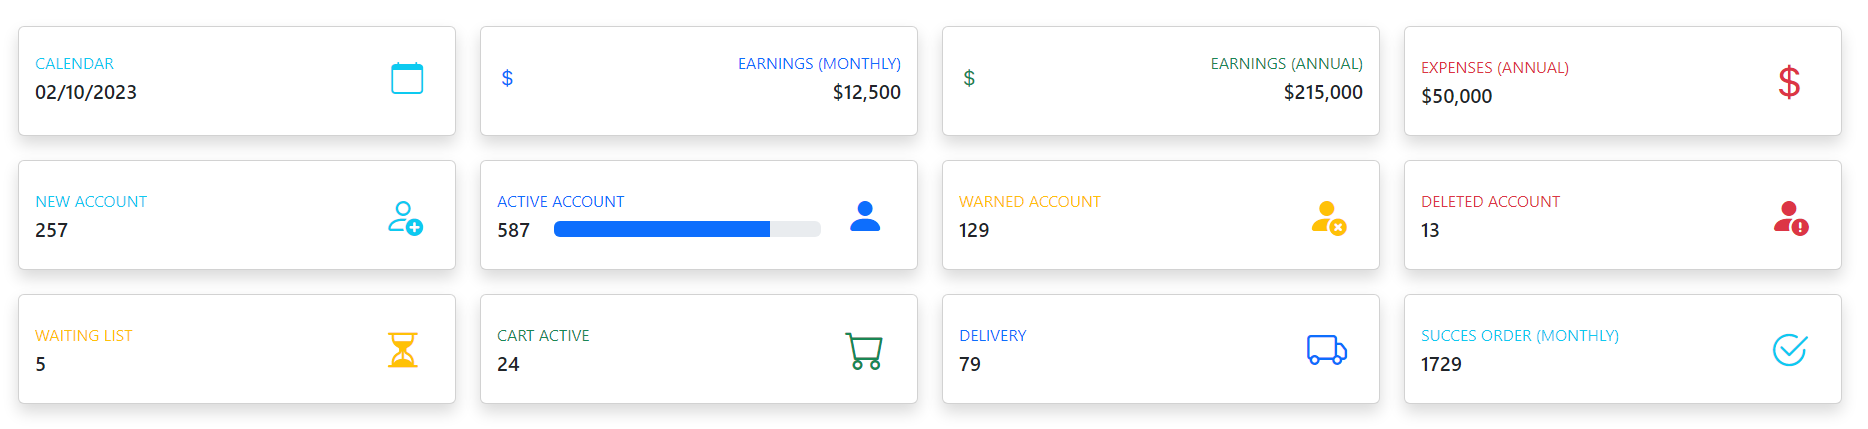 CALENDAR
02/10/2023
$
EARNINGS (MONTHLY)
$12,500
$
EARNINGS (ANNUAL)
$215,000
EXPENSES (ANNUAL)
$50,000
$
NEW ACCOUNT
257
ACTIVE ACCOUNT
587
WARNED ACCOUNT
129
DELETED ACCOUNT
13
WAITING LIST
5
CART ACTIVE
24
DELIVERY
79
SUCCES ORDER (MONTHLY)
1729